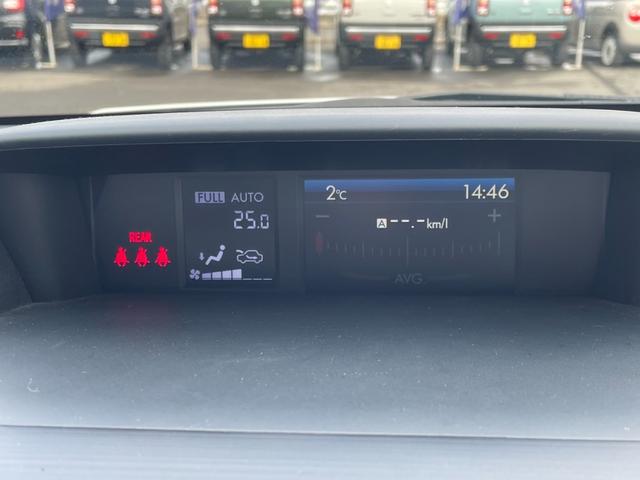 FULL AUTO
25.0
REAR
2℃ 14:46
− +
A --.- km/l
AVG.